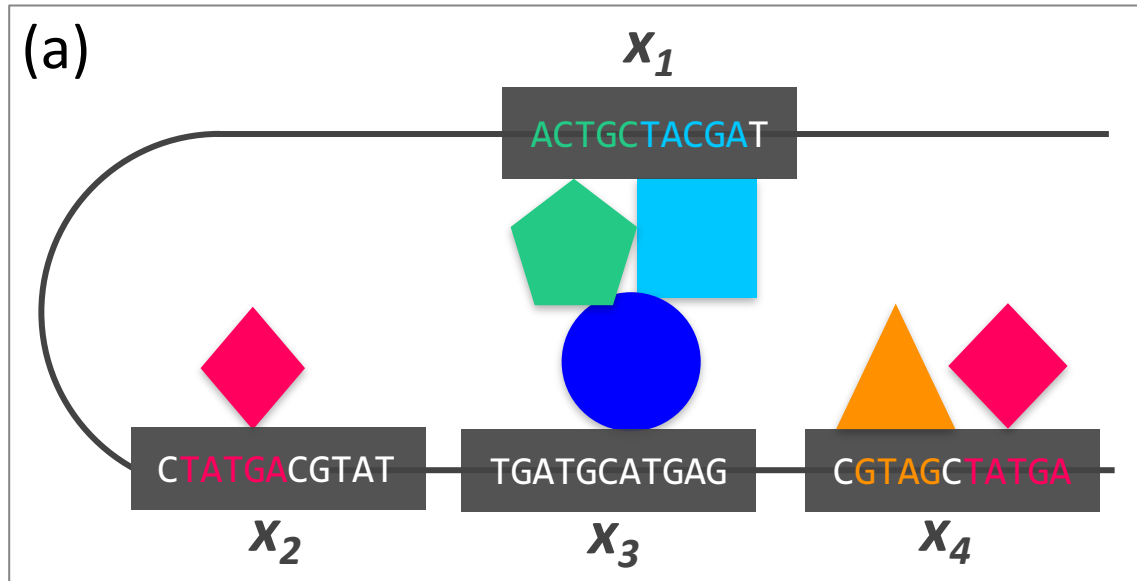 (a)
x1
ACTGCTACGAT
CTATGACGTAT
TGATGCATGAG
CGTAGCTATGA
x2
x3
x4